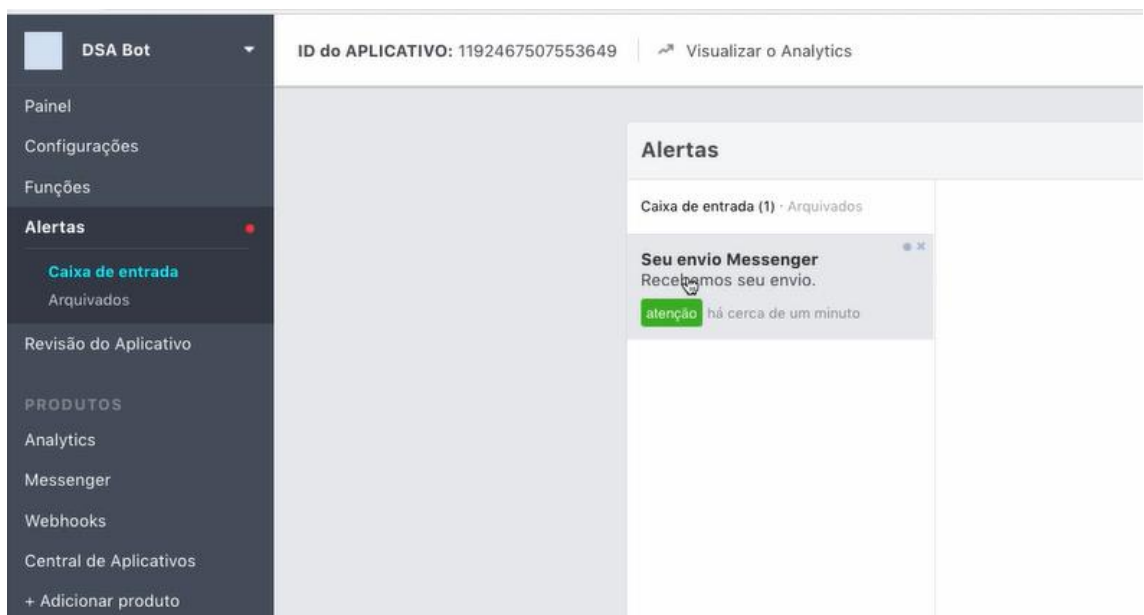 DSA Bot
ID do APLICATIVO: 1192467507553649
Visualizar o Analytics
Painel
Configurações
Funções
Alertas
Caixa de entrada
Arquivados
Revisão do Aplicativo
PRODUTOS
Analytics
Messenger
Webhooks
Central de Aplicativos
+ Adicionar produto
Alertas
Caixa de entrada (1) · Arquivados
Seu envio Messenger
Recebemos seu envio.
atenção há cerca de um minuto